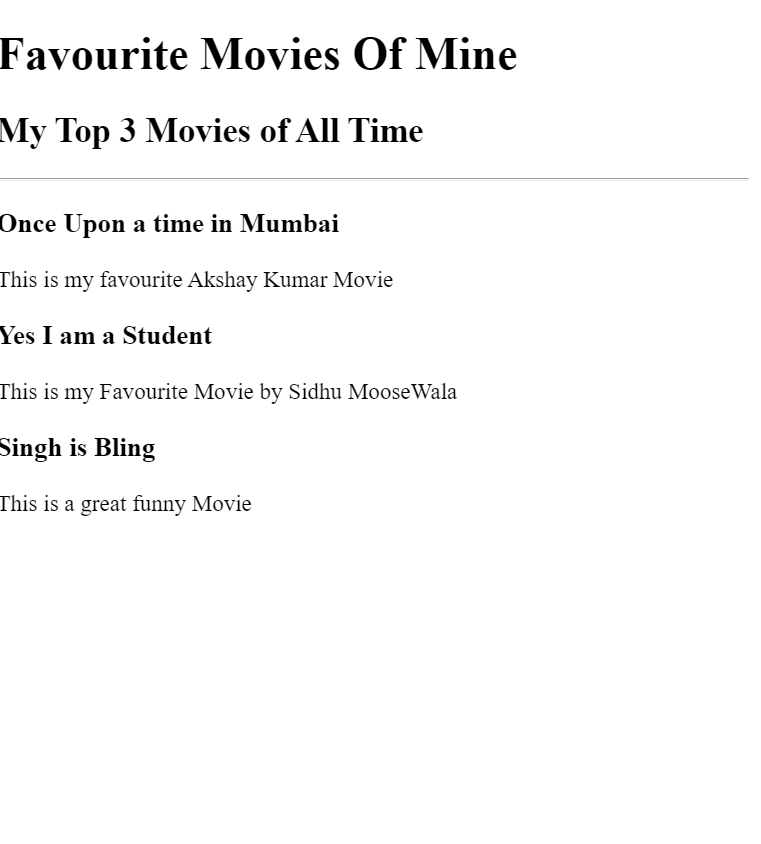 Favourite Movies Of Mine
My Top 3 Movies of All Time
Once Upon a time in Mumbai
This is my favourite Akshay Kumar Movie
Yes I am a Student
This is my Favourite Movie by Sidhu MooseWala
Singh is Bling
This is a great funny Movie